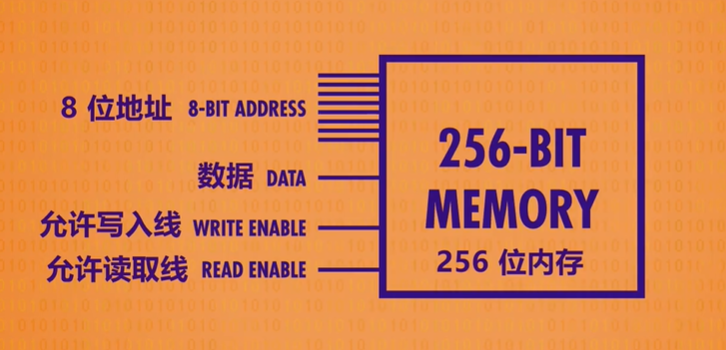 8 位地址 8-BIT ADDRESS
数据 DATA
允许写入线 WRITE ENABLE
允许读取线 READ ENABLE
256-BIT
MEMORY
256 位内存